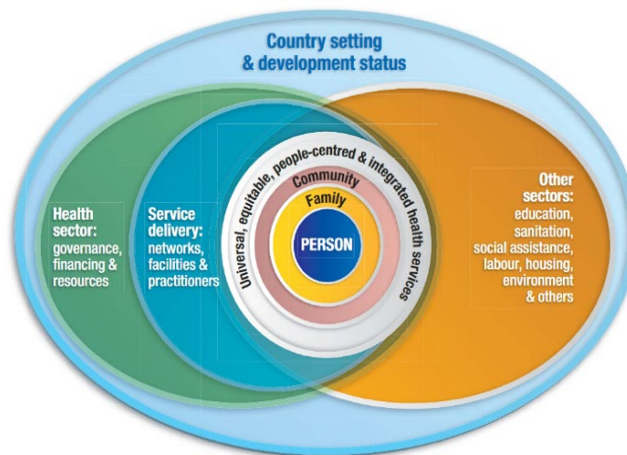 Country setting
& development status
Health
sector:
governance,
financing &
resources
Service
delivery:
networks,
facilities &
practitioners
Universal, equitable, people-centred & integrated health services
Community
Family
PERSON
Other
sectors:
education,
sanitation,
social assistance,
labour, housing,
environment
& others